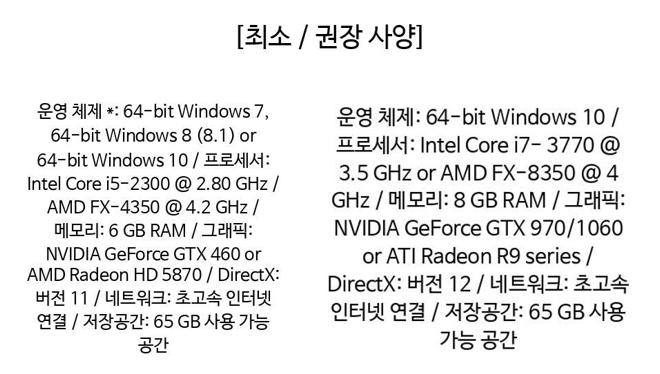 [최소 / 권장 사양]
운영 체제 *: 64-bit Windows 7,
64-bit Windows 8 (8.1) or
64-bit Windows 10 / 프로세서:
Intel Core i5-2300 @ 2.80 GHz /
AMD FX-4350 @ 4.2 GHz /
메모리: 6 GB RAM / 그래픽:
NVIDIA GeForce GTX 460 or
AMD Radeon HD 5870 / DirectX:
버전 11 / 네트워크: 초고속 인터넷
연결 / 저장공간: 65 GB 사용 가능
공간
운영 체제: 64-bit Windows 10 /
프로세서: Intel Core i7- 3770 @
3.5 GHz or AMD FX-8350 @ 4
GHz / 메모리: 8 GB RAM / 그래픽:
NVIDIA GeForce GTX 970/1060
or ATI Radeon R9 series /
DirectX: 버전 12 / 네트워크: 초고속
인터넷 연결 / 저장공간: 65 GB 사용
가능 공간